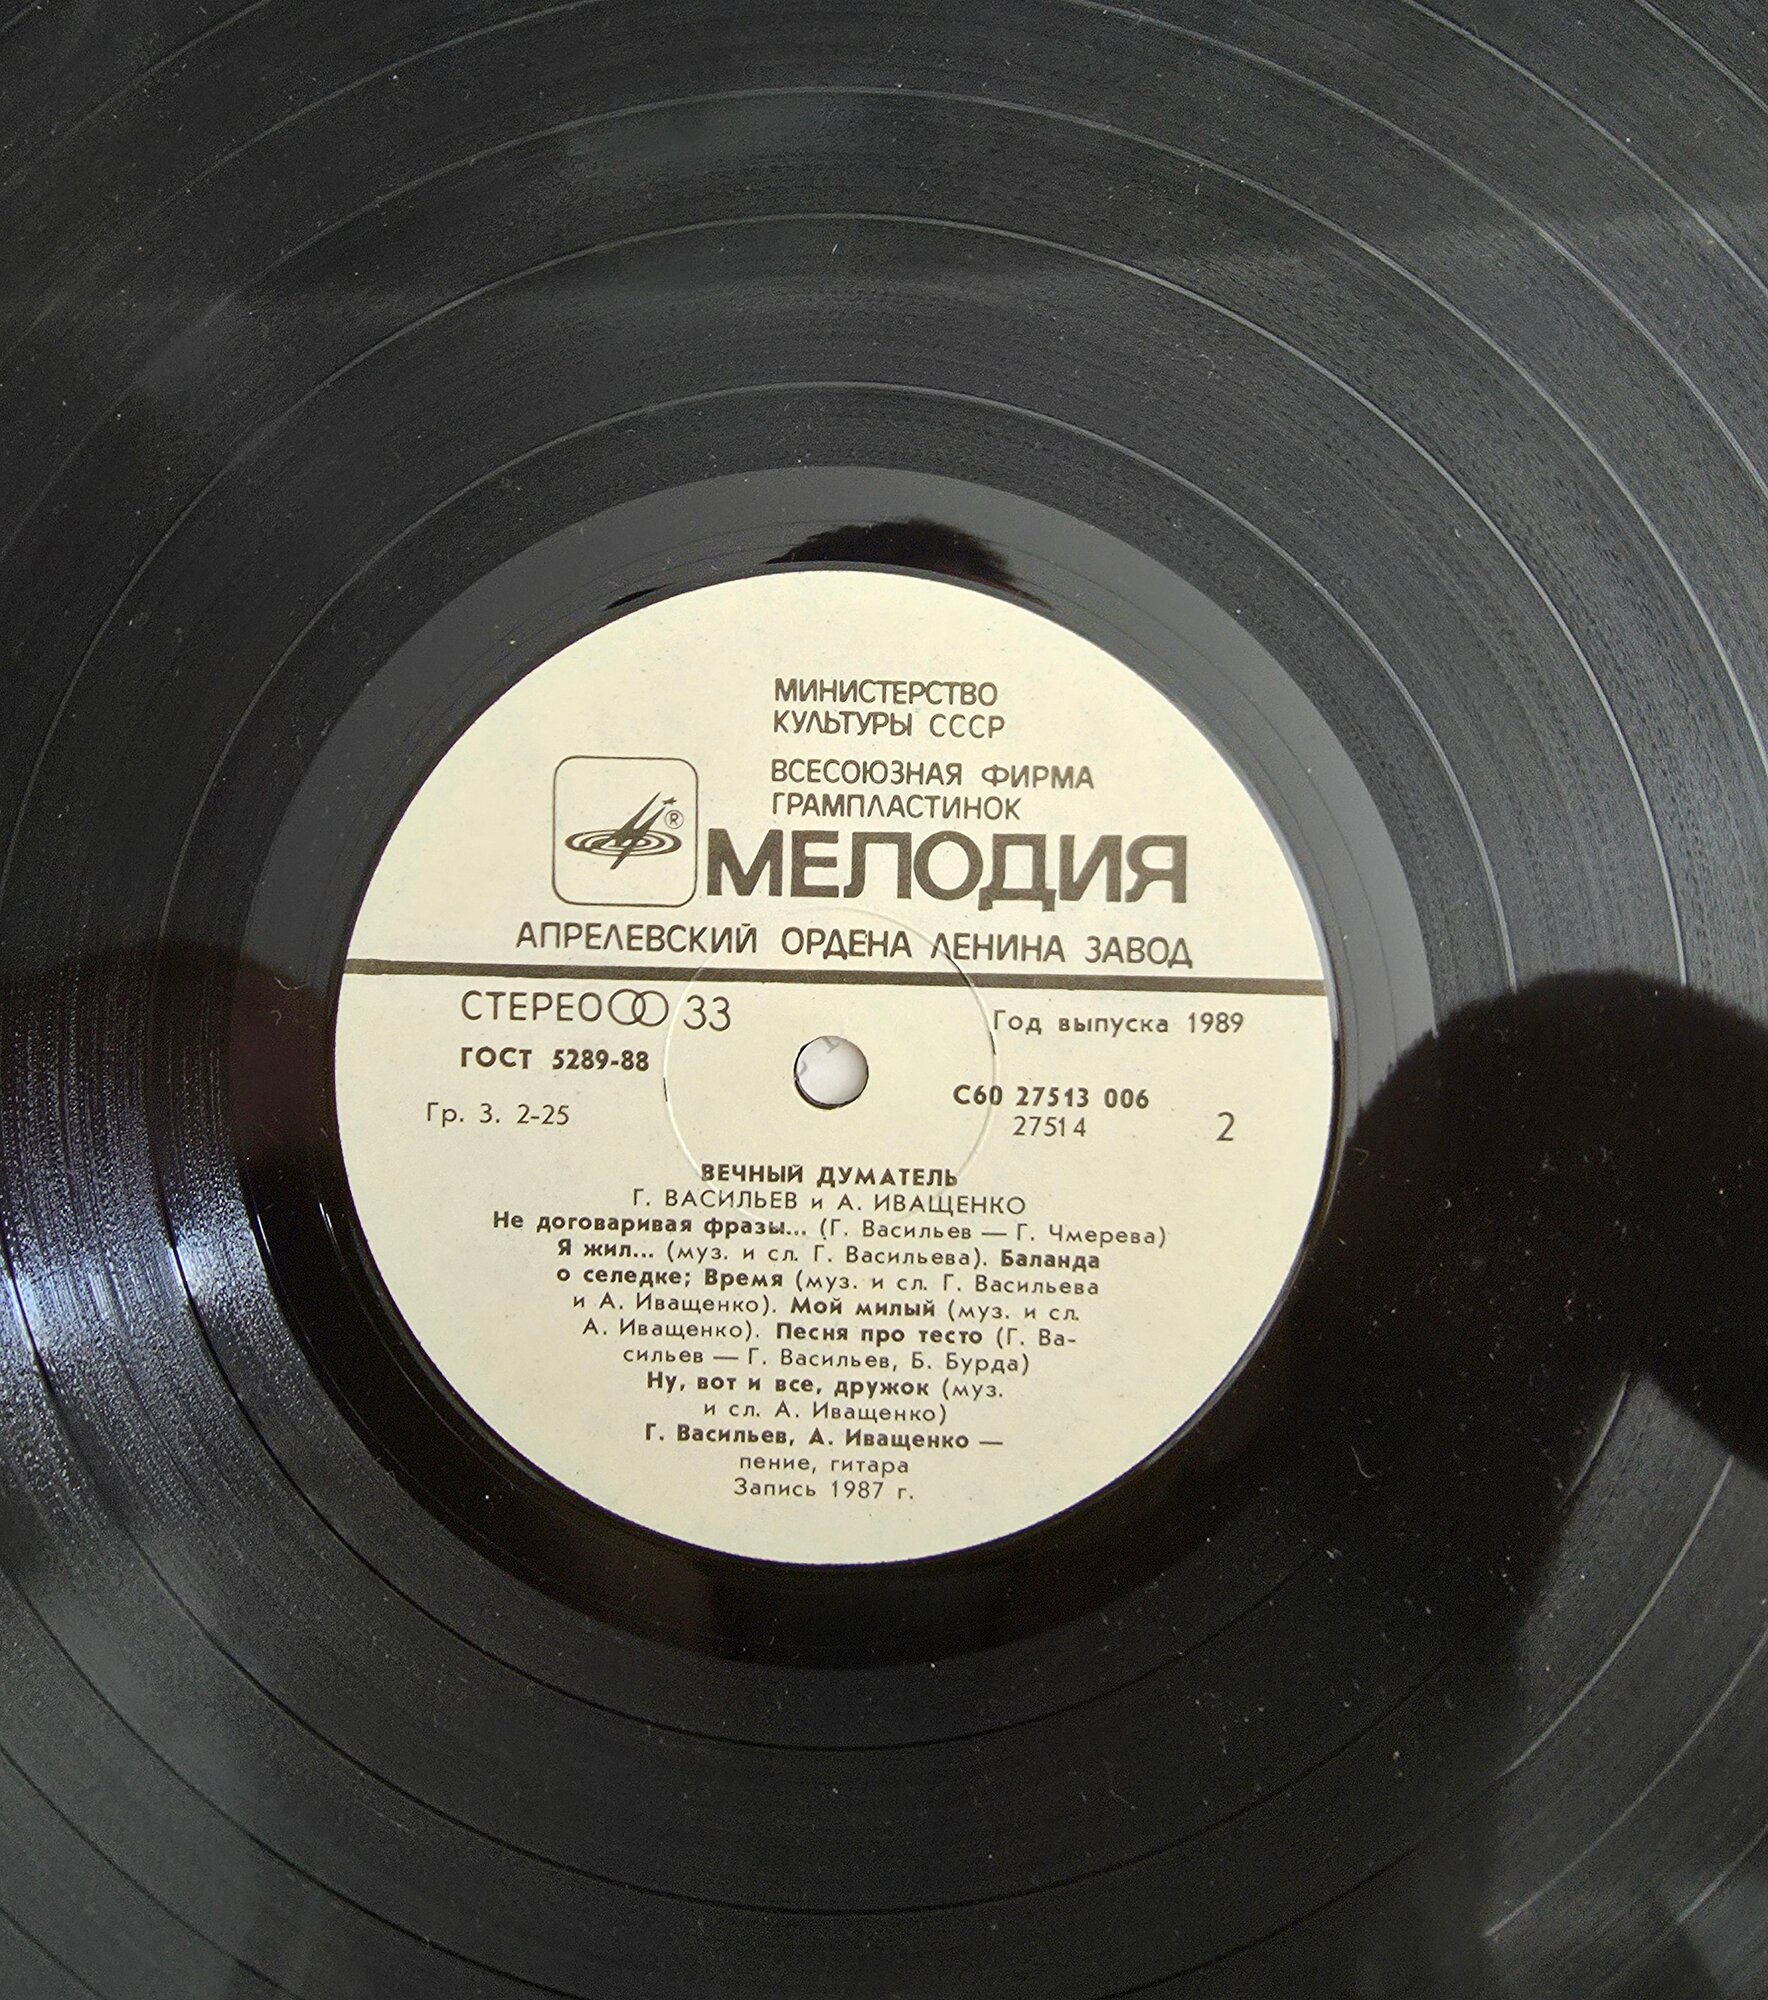 МИНИСТЕРСТВО
КУЛЬТУРЫ СССР
ВСЕСОЮЗНАЯ ФИРМА
ГРАМПЛАСТИНОК
®
МЕЛОДИЯ
АПРЕЛЕВСКИЙ ОРДЕНА ЛЕНИНА ЗАВОД
СТЕРЕО 33
Год выпуска 1989
ГОСТ 5289-88
С60 27513 006
Гр. 3. 2-25
27514
2
ВЕЧНЫЙ ДУМАТЕЛЬ
Г. ВАСИЛЬЕВ и А. ИВАЩЕНКО
Не договаривая фразы... (Г. Васильев — Г. Чмерева)
Я жил... (муз. и сл. Г. Васильева). Баланда
о селедке; Время (муз. и сл. Г. Васильева
и А. Иващенко). Мой милый (муз. и сл.
А. Иващенко). Песня про тесто (Г. Ва-
сильев — Г. Васильев, Б. Бурда)
Ну, вот и все, дружок (муз.
и сл. А. Иващенко)
Г. Васильев, А. Иващенко —
пение, гитара
Запись 1987 г.